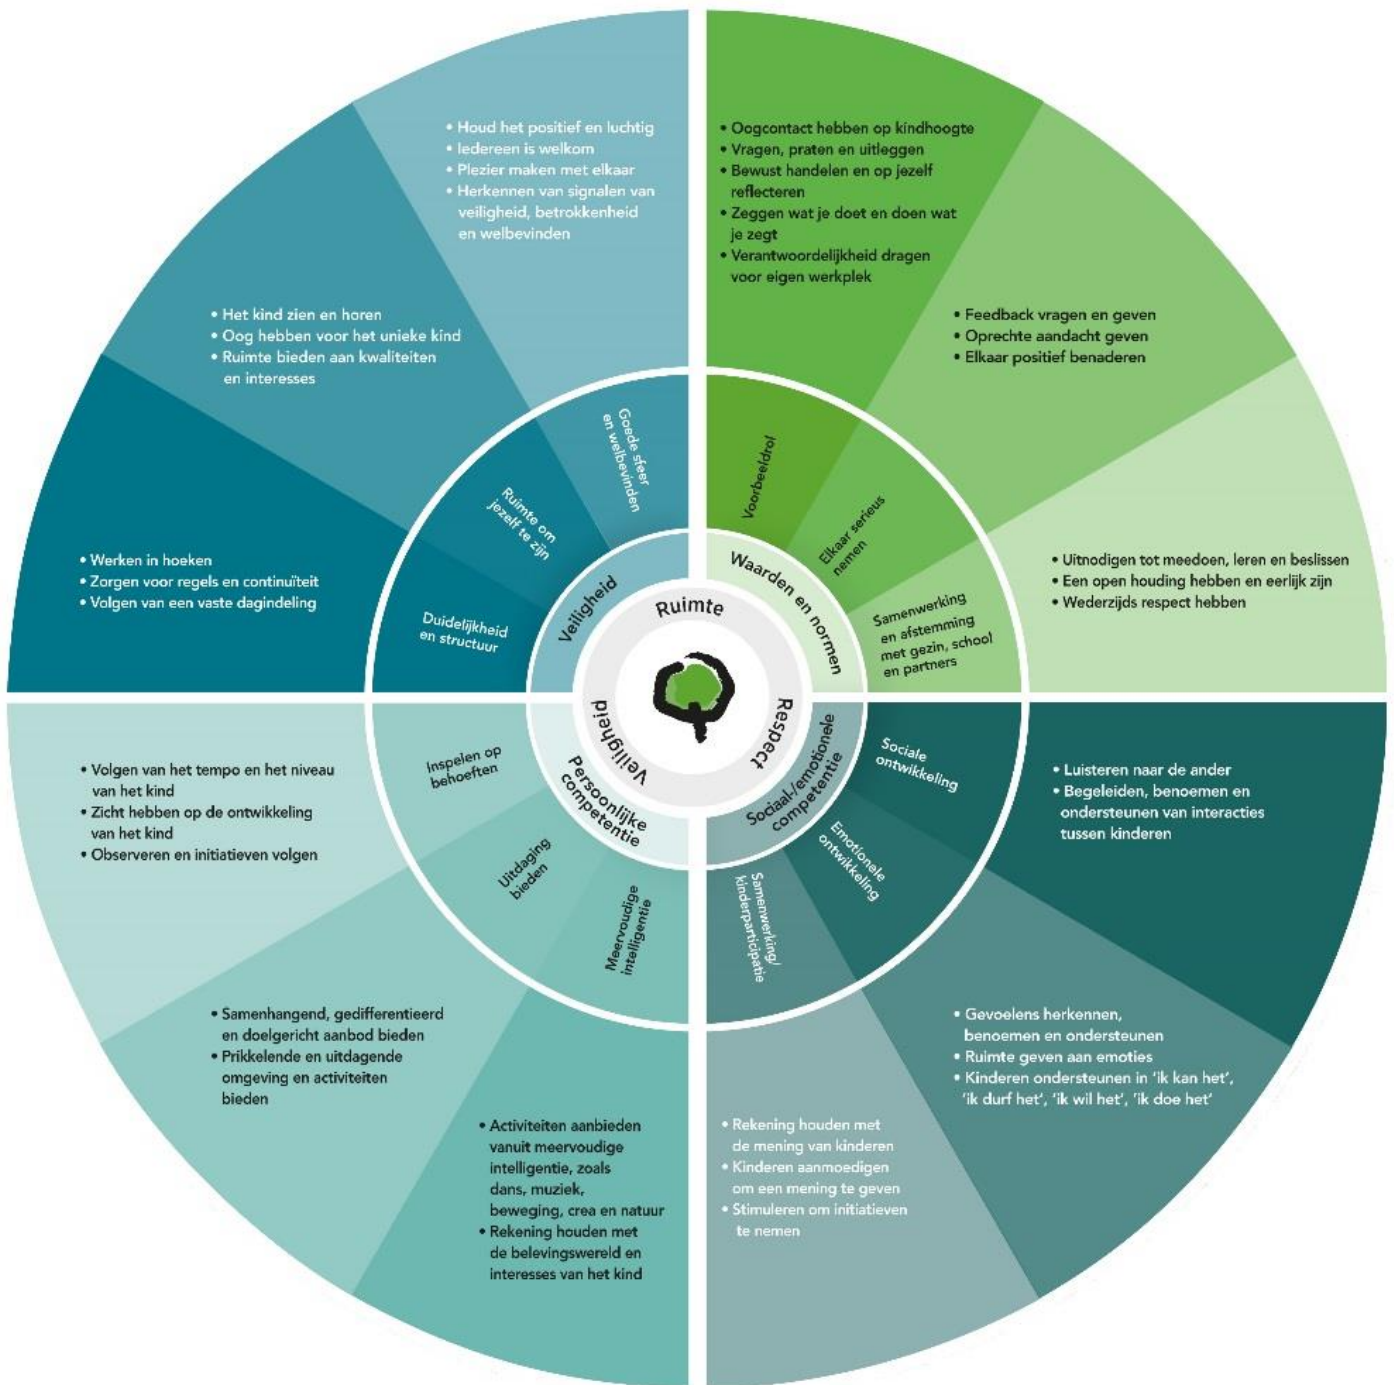 • Houd het positief en luchtig
• Iedereen is welkom
• Plezier maken met elkaar
• Herkennen van signalen van
veiligheid, betrokkenheid
en welbevinden
• Oogcontact hebben op kindhoogte
• Vragen, praten en uitleggen
• Bewust handelen en op jezelf
reflecteren
• Zeggen wat je doet en doen wat
je zegt
• Verantwoordelijkheid dragen
voor eigen werkplek
• Het kind zien en horen
• Oog hebben voor het unieke kind
• Ruimte bieden aan kwaliteiten
en interesses
• Feedback vragen en geven
• Oprechte aandacht geven
• Elkaar positief benaderen
• Werken in hoeken
• Zorgen voor regels en continuïteit
• Volgen van een vaste dagindeling
• Uitnodigen tot meedoen, leren en beslissen
• Een open houding hebben en eerlijk zijn
• Wederzijds respect hebben
Goede sfeer
en welbevinden
Ruimte om
jezelf te zijn
Duidelijkheid
en structuur
Voorbeeldrol
Elkaar serieus
nemen
Samenwerking
en afstemming
met gezin, school
en partners
Veiligheid
Waarden en normen
Ruimte
Respect
Veiligheid
Persoonlijke
competentie
Sociaal-/emotionele
competentie
Inspelen op
behoeften
Uitdaging
bieden
Meervoudige
intelligentie
Sociale
ontwikkeling
Emotionele
ontwikkeling
Samenwerking/
kinderparticipatie
• Volgen van het tempo en het niveau
van het kind
• Zicht hebben op de ontwikkeling
van het kind
• Observeren en initiatieven volgen
• Luisteren naar de ander
• Begeleiden, benoemen en
ondersteunen van interacties
tussen kinderen
• Samenhangend, gedifferentieerd
en doelgericht aanbod bieden
• Prikkelende en uitdagende
omgeving en activiteiten
bieden
• Gevoelens herkennen,
benoemen en ondersteunen
• Ruimte geven aan emoties
• Kinderen ondersteunen in ‘ik kan het’,
‘ik durf het’, ‘ik wil het’, ‘ik doe het’
• Activiteiten aanbieden
vanuit meervoudige
intelligentie, zoals
dans, muziek,
beweging, crea en natuur
• Rekening houden met
de belevingswereld en
interesses van het kind
• Rekening houden met
de mening van kinderen
• Kinderen aanmoedigen
om een mening te geven
• Stimuleren om initiatieven
te nemen